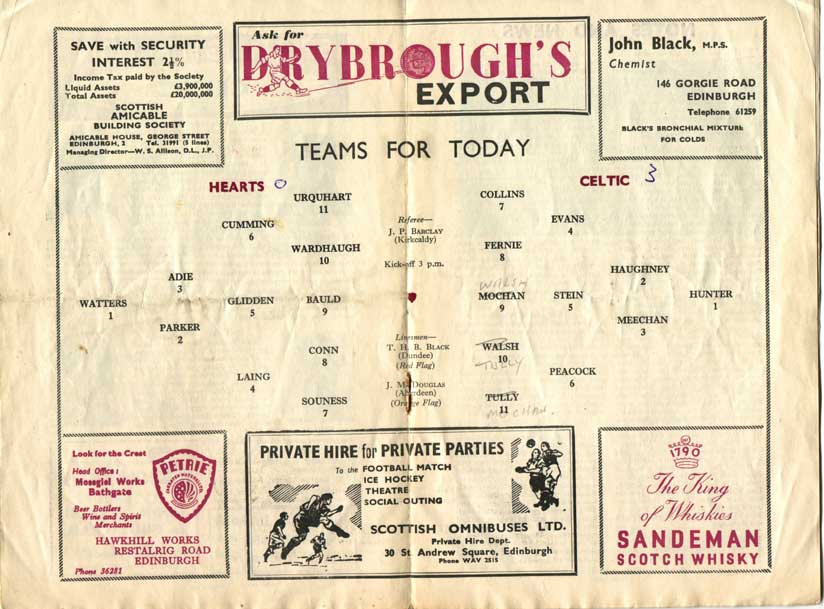 SAVE with SECURITY
INTEREST 2½%
Income Tax paid by the Society
Liquid Assets £3,900,000
Total Assets £20,000,000
SCOTTISH
AMICABLE
BUILDING SOCIETY
AMICABLE HOUSE, GEORGE STREET
EDINBURGH, 2 Tel. 31991 (5 lines)
Managing Director—W. S. Allison, D.L., J.P.
Ask for
DRYBROUGH'S
EXPORT
John Black, M.P.S.
Chemist
146 GORGIE ROAD
EDINBURGH
Telephone 61259
BLACK'S BRONCHIAL MIXTURE
FOR COLDS
TEAMS FOR TODAY
HEARTS 0
URQUHART
11
CUMMING
6
WARDHAUGH
10
ADIE
3
WATTERS
1
GLIDDEN
5
BAULD
9
PARKER
2
CONN
8
LAING
4
SOUNESS
7
Referee—
J. P. BARCLAY
(Kirkcaldy)
Kick-off 3 p.m.
Linesmen—
T. H. B. BLACK
(Dundee)
(Red Flag)
J. M. DOUGLAS
(Aberdeen)
(Orange Flag)
CELTIC 3
COLLINS
7
EVANS
4
FERNIE
8
HAUGHNEY
2
WALSH
MOCHAN
9
STEIN
5
HUNTER
1
MEECHAN
3
WALSH
10
TULLY
PEACOCK
6
TULLY
11
MOCHAN.
Look for the Crest
Head Office :
Mossgiel Works
Bathgate
Beer Bottlers
Wine and Spirit
Merchants
PETRIE
HAWKHILL WORKS
RESTALRIG ROAD
EDINBURGH
Phone 36281
PRIVATE HIRE for PRIVATE PARTIES
To the FOOTBALL MATCH
ICE HOCKEY
THEATRE
SOCIAL OUTING
SCOTTISH OMNIBUSES LTD.
Private Hire Dept.
30 St. Andrew Square, Edinburgh
Phone WAV 2515
1790
The King
of Whiskies
SANDEMAN
SCOTCH WHISKY